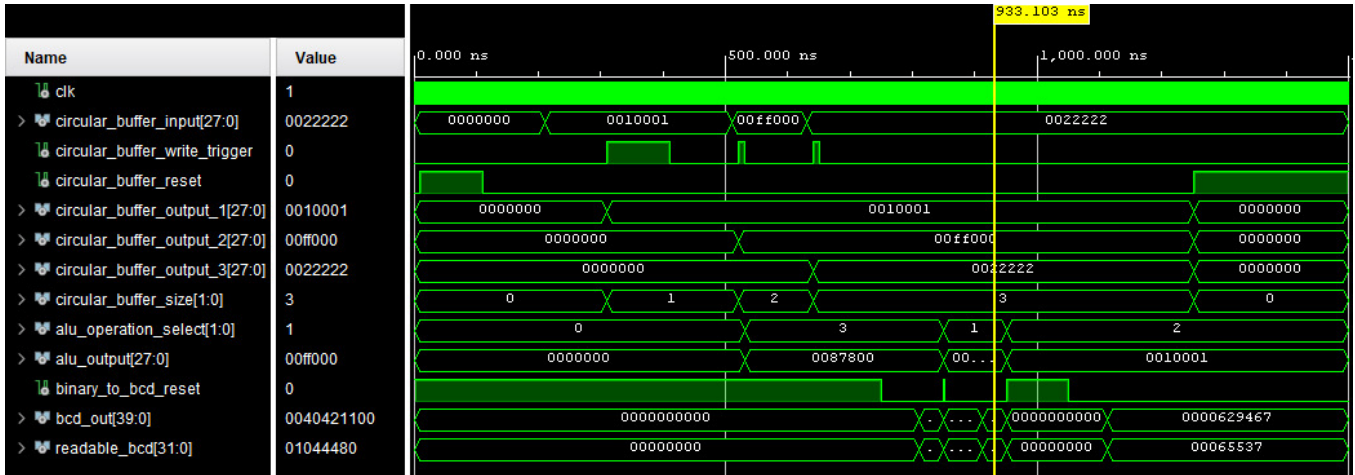 933.103 ns
Name Value 0.000 ns 500.000 ns 1,000.000 ns
clk 1
circular_buffer_input[27:0] 0022222 0000000 0010001 00ff000 0022222
circular_buffer_write_trigger 0
circular_buffer_reset 0
circular_buffer_output_1[27:0] 0010001 0000000 0010001 0000000
circular_buffer_output_2[27:0] 00ff000 0000000 00ff000 0000000
circular_buffer_output_3[27:0] 0022222 0000000 0022222 0000000
circular_buffer_size[1:0] 3 0 1 2 3 0
alu_operation_select[1:0] 1 0 3 1 2
alu_output[27:0] 00ff000 0000000 0087800 00... 0010001
binary_to_bcd_reset 0
bcd_out[39:0] 0040421100 0000000000 . ... . 0000000000 0000629467
readable_bcd[31:0] 01044480 00000000 . ... . 00000000 00065537